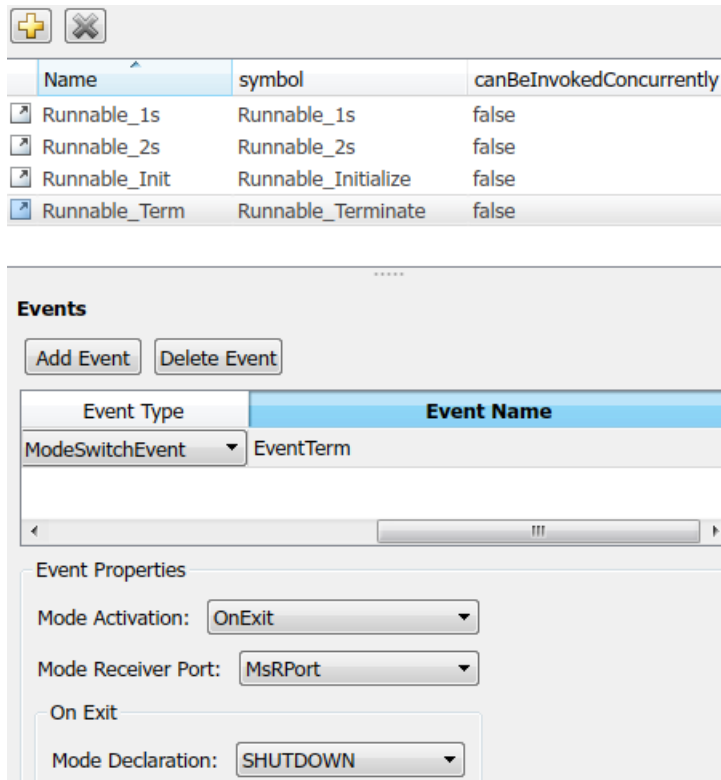 Name symbol canBeInvokedConcurrently
Runnable_1s Runnable_1s false
Runnable_2s Runnable_2s false
Runnable_Init Runnable_Initialize false
Runnable_Term Runnable_Terminate false
Events
Add Event Delete Event
Event Type Event Name
ModeSwitchEvent EventTerm
Event Properties
Mode Activation: OnExit
Mode Receiver Port: MsRPort
On Exit
Mode Declaration: SHUTDOWN